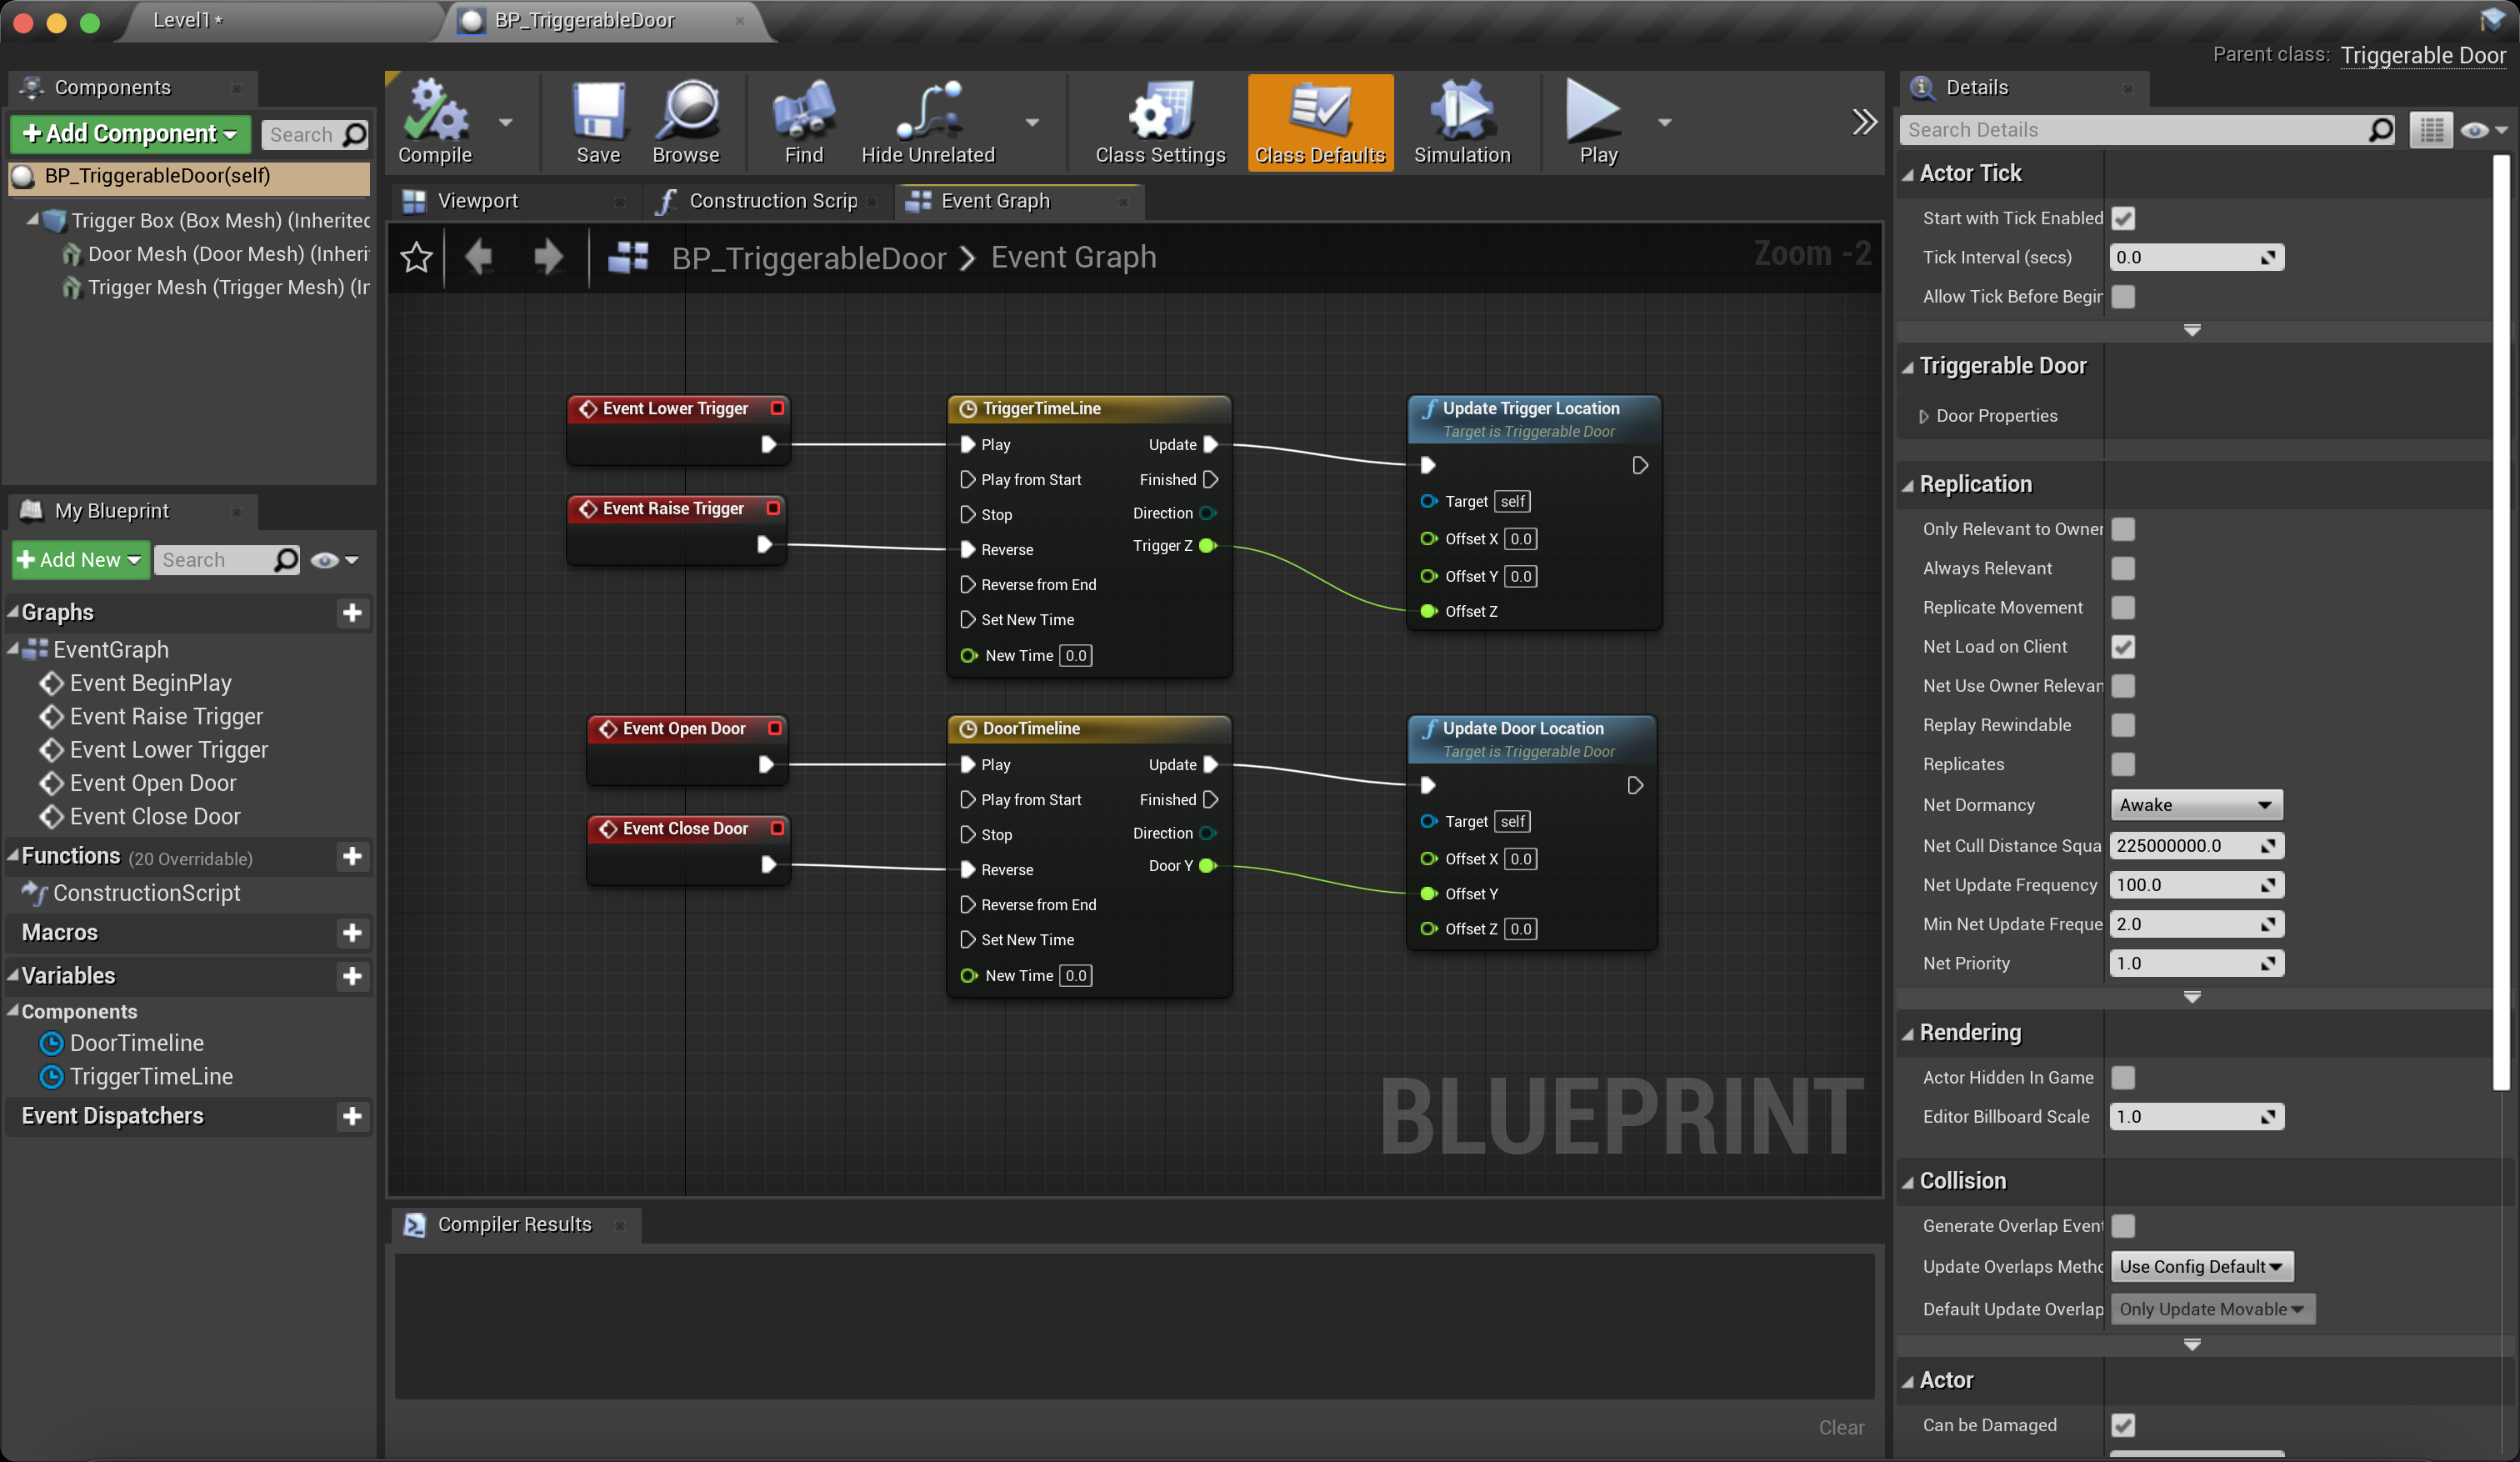 Level1*
BP_TriggerableDoor
Parent class: Triggerable Door
Components
Add Component
Search
BP_TriggerableDoor(self)
Trigger Box (Box Mesh) (Inherited
Door Mesh (Door Mesh) (Inheri
Trigger Mesh (Trigger Mesh) (Ir
My Blueprint
Add New
Search
Graphs
EventGraph
Event BeginPlay
Event Raise Trigger
Event Lower Trigger
Event Open Door
Event Close Door
Functions (20 Overridable)
ConstructionScript
Macros
Variables
Components
DoorTimeline
TriggerTimeLine
Event Dispatchers
Compile
Save
Browse
Find
Hide Unrelated
Class Settings
Class Defaults
Simulation
Play
Viewport
Construction Scrip
Event Graph
BP_TriggerableDoor > Event Graph
Zoom -2
Event Lower Trigger
Event Raise Trigger
TriggerTimeLine
Play
Update
Play from Start
Finished
Stop
Direction
Reverse
Trigger Z
Reverse from End
Set New Time
New Time 0.0
Update Trigger Location
Target is Triggerable Door
Target self
Offset X 0.0
Offset Y 0.0
Offset Z
Event Open Door
Event Close Door
DoorTimeline
Play
Update
Play from Start
Finished
Stop
Direction
Reverse
Door Y
Reverse from End
Set New Time
New Time 0.0
Update Door Location
Target is Triggerable Door
Target self
Offset X 0.0
Offset Y
Offset Z 0.0
BLUEPRINT
Compiler Results
Clear
Details
Search Details
Actor Tick
Start with Tick Enabled
Tick Interval (secs) 0.0
Allow Tick Before Begin
Triggerable Door
Door Properties
Replication
Only Relevant to Owner
Always Relevant
Replicate Movement
Net Load on Client
Net Use Owner Relevan
Replay Rewindable
Replicates
Net Dormancy Awake
Net Cull Distance Squa 225000000.0
Net Update Frequency 100.0
Min Net Update Freque 2.0
Net Priority 1.0
Rendering
Actor Hidden In Game
Editor Billboard Scale 1.0
Collision
Generate Overlap Event
Update Overlaps Metho Use Config Default
Default Update Overlap Only Update Movable
Actor
Can be Damaged